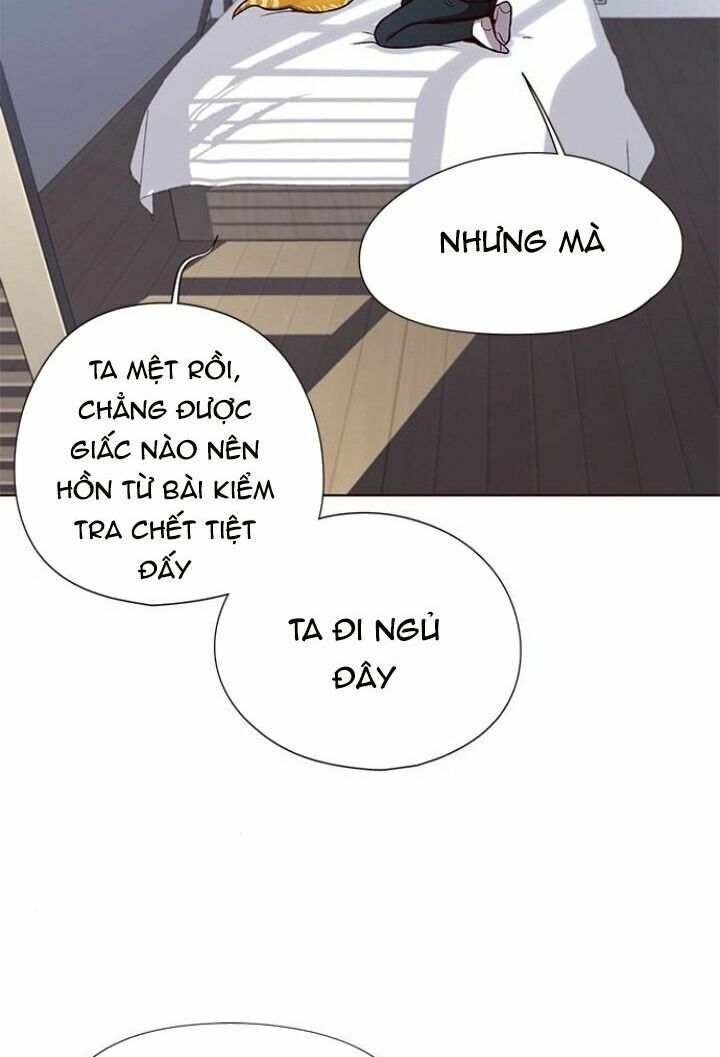 NHƯNG MÀ
TA MỆT RỒI,
CHẲNG ĐƯỢC
GIẤC NÀO NÊN
HỒN TỪ BÀI KIỂM
TRA CHẾT TIỆT
ĐẤY
TA ĐI NGỦ
ĐÂY